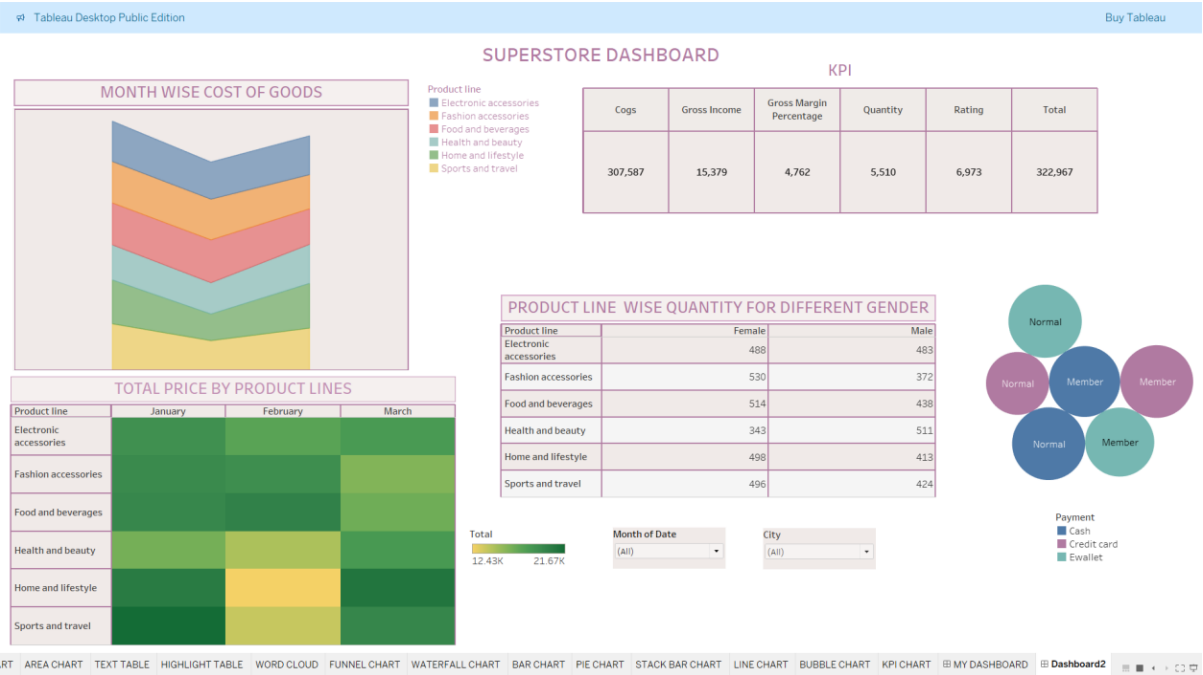 Tableau Desktop Public Edition
Buy Tableau
SUPERSTORE DASHBOARD
KPI
MONTH WISE COST OF GOODS
Product line
Electronic accessories
Fashion accessories
Food and beverages
Health and beauty
Home and lifestyle
Sports and travel
Cogs Gross Income Gross Margin Percentage Quantity Rating Total
307,587 15,379 4,762 5,510 6,973 322,967
PRODUCT LINE WISE QUANTITY FOR DIFFERENT GENDER
Product line Female Male
Electronic accessories 488 483
Fashion accessories 530 372
Food and beverages 514 438
Health and beauty 343 511
Home and lifestyle 498 413
Sports and travel 496 424
Normal
Normal
Member
Member
Normal
Member
Payment
Cash
Credit card
Ewallet
TOTAL PRICE BY PRODUCT LINES
Product line January February March
Electronic accessories
Fashion accessories
Food and beverages
Health and beauty
Home and lifestyle
Sports and travel
Total
12.43K 21.67K
Month of Date
(All)
City
(All)
ART AREA CHART TEXT TABLE HIGHLIGHT TABLE WORD CLOUD FUNNEL CHART WATERFALL CHART BAR CHART PIE CHART STACK BAR CHART LINE CHART BUBBLE CHART KPI CHART MY DASHBOARD Dashboard2